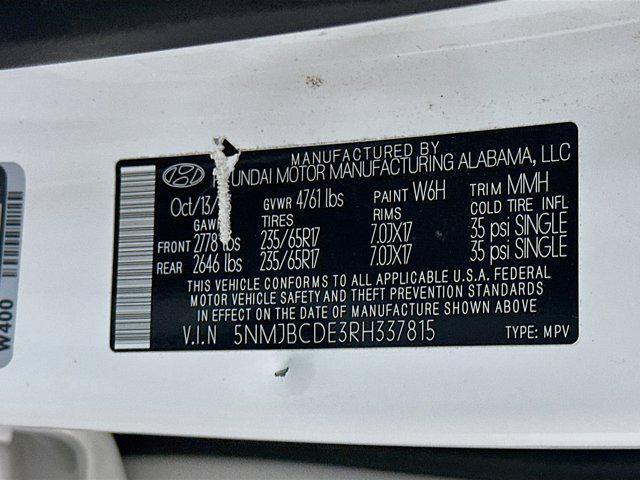 MANUFACTURED BY
HYUNDAI MOTOR MANUFACTURING ALABAMA, LLC
Oct/13/ GVWR 4761 lbs PAINT W6H TRIM MMH
GAWR TIRES RIMS COLD TIRE INFL
FRONT 2778 lbs 235/65R17 7.0JX17 35 psi SINGLE
REAR 2646 lbs 235/65R17 7.0JX17 35 psi SINGLE
THIS VEHICLE CONFORMS TO ALL APPLICABLE U.S.A. FEDERAL
MOTOR VEHICLE SAFETY AND THEFT PREVENTION STANDARDS
IN EFFECT ON THE DATE OF MANUFACTURE SHOWN ABOVE.
V.I.N 5NMJBCDE3RH337815 TYPE: MPV
W400